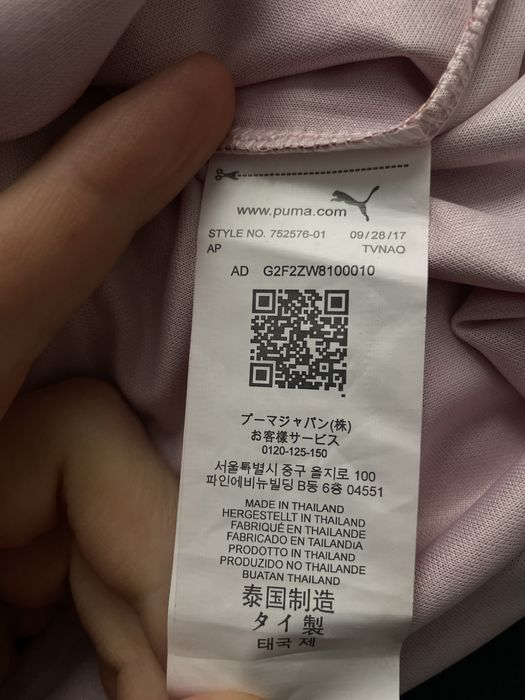 www.puma.com
STYLE NO. 752576-01 09/28/17
AP TVNAO
AD G2F2ZW8100010
プーマジャパン(株)
お客様サービス
0120-125-150
서울특별시 중구 을지로 100
파인에비뉴빌딩 B동 6층 04551
MADE IN THAILAND
HERGESTELLT IN THAILAND
FABRIQUÉ EN THAILANDE
FABRICADO EN TAILANDiA
PRODOTTO IN THAILAND
PRODUZIDO NO THAILANDE
BUATAN THAILAND
泰国制造
タイ製
태국 제